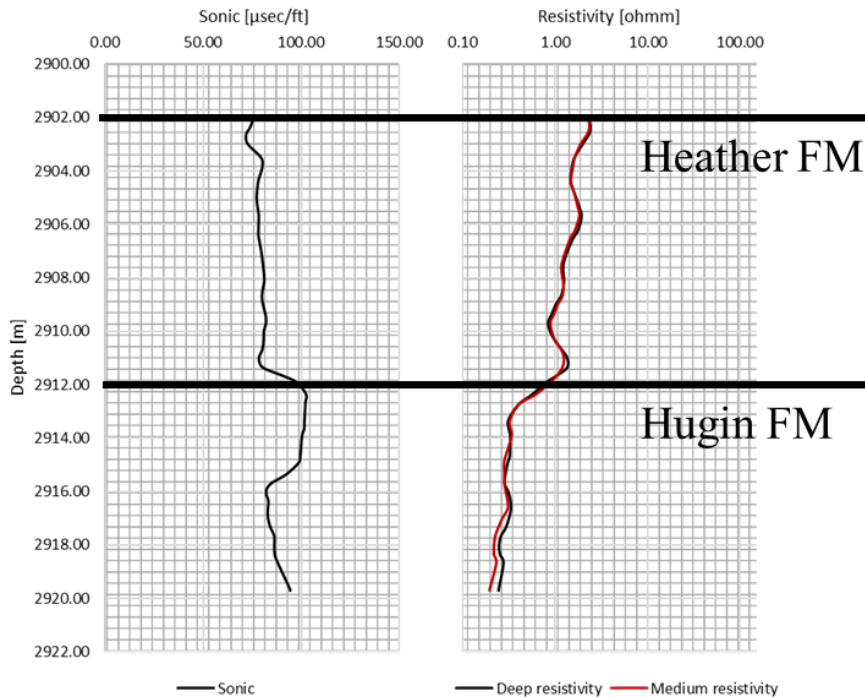 Sonic [µsec/ft]
0.00 50.00 100.00 150.00
Resistivity [ohmm]
0.10 1.00 10.00 100.00
Depth [m]
2900.00
2902.00
2904.00
2906.00
2908.00
2910.00
2912.00
2914.00
2916.00
2918.00
2920.00
2922.00
Heather FM
Hugin FM
Sonic
Deep resistivity
Medium resistivity